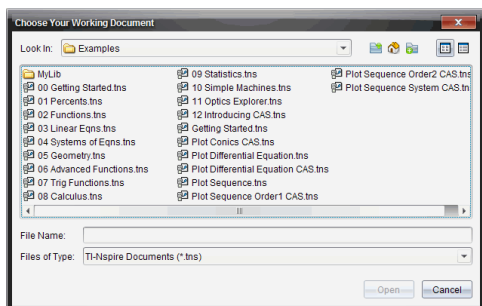 Choose Your Working Document
Look In: Examples
MyLib
00 Getting Started.tns
01 Percents.tns
02 Functions.tns
03 Linear Eqns.tns
04 Systems of Eqns.tns
05 Geometry.tns
06 Advanced Functions.tns
07 Trig Functions.tns
08 Calculus.tns
09 Statistics.tns
10 Simple Machines.tns
11 Optics Explorer.tns
12 Introducing CAS.tns
Getting Started.tns
Plot Conics CAS.tns
Plot Differential Equation.tns
Plot Differential Equation CAS.tns
Plot Sequence.tns
Plot Sequence Order1 CAS.tns
Plot Sequence Order2 CAS.tns
Plot Sequence System CAS.tn
File Name:
Files of Type: TI-Nspire Documents (*.tns)
Open Cancel